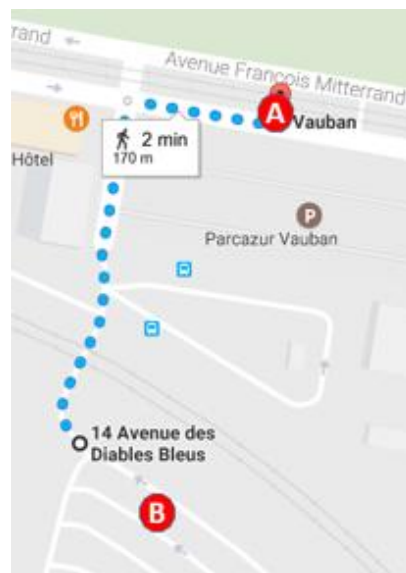 rand
Avenue François Mitterrand
A
Vauban
2 min
170 m
Hôtel
P
Parcazur Vauban
14 Avenue des
Diables Bleus
B